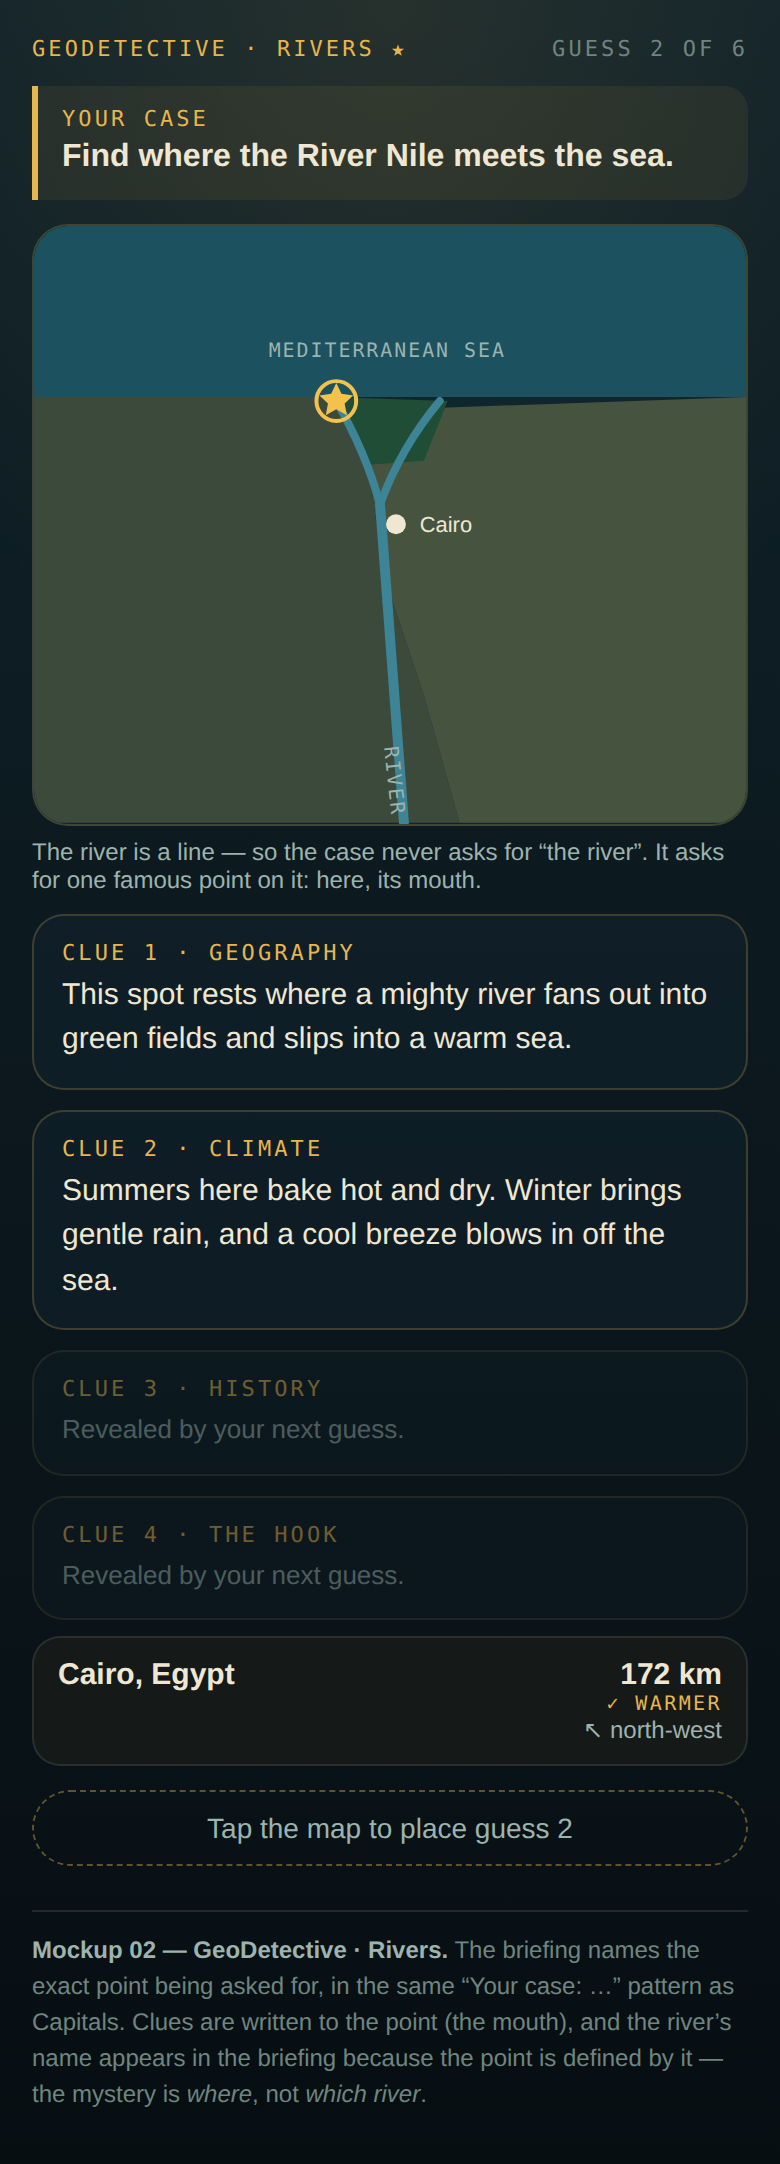 GEODETECTIVE · RIVERS ★
GUESS 2 OF 6
YOUR CASE
Find where the River Nile meets the sea.
MEDITERRANEAN SEA
Cairo
RIVER
The river is a line — so the case never asks for “the river”. It asks
for one famous point on it: here, its mouth.
CLUE 1 · GEOGRAPHY
This spot rests where a mighty river fans out into
green fields and slips into a warm sea.
CLUE 2 · CLIMATE
Summers here bake hot and dry. Winter brings
gentle rain, and a cool breeze blows in off the
sea.
CLUE 3 · HISTORY
Revealed by your next guess.
CLUE 4 · THE HOOK
Revealed by your next guess.
Cairo, Egypt
172 km
✓ WARMER
↖ north-west
Tap the map to place guess 2
Mockup 02 — GeoDetective · Rivers. The briefing names the
exact point being asked for, in the same “Your case: …” pattern as
Capitals. Clues are written to the point (the mouth), and the river’s
name appears in the briefing because the point is defined by it —
the mystery is where, not which river.